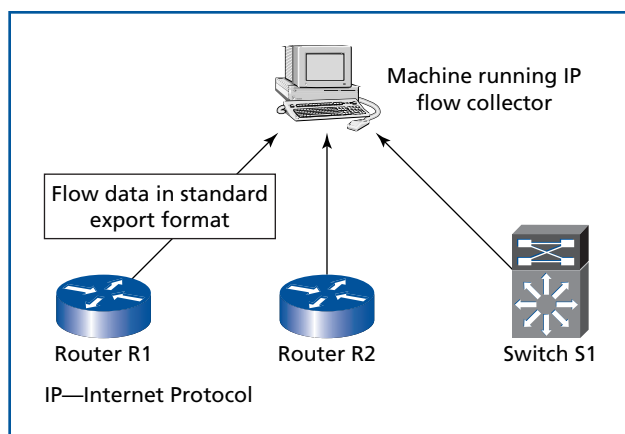 Machine running IP
flow collector
Flow data in standard
export format
Router R1
Router R2
Switch S1
IP—Internet Protocol